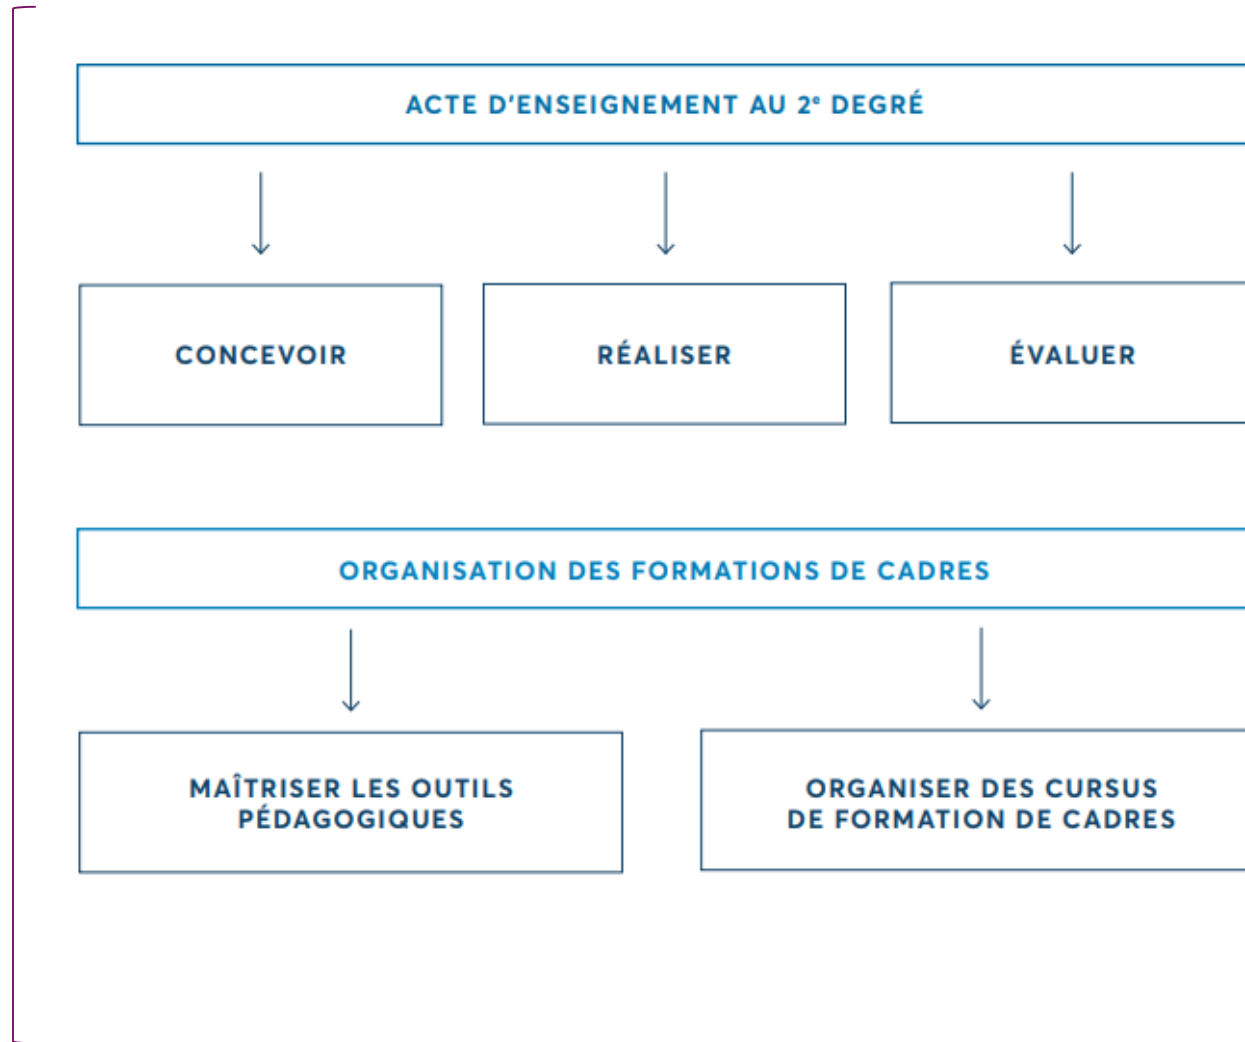 ACTE D'ENSEIGNEMENT AU 2ᵉ DEGRÉ
CONCEVOIR
RÉALISER
ÉVALUER
ORGANISATION DES FORMATIONS DE CADRES
MAÎTRISER LES OUTILS
PÉDAGOGIQUES
ORGANISER DES CURSUS
DE FORMATION DE CADRES